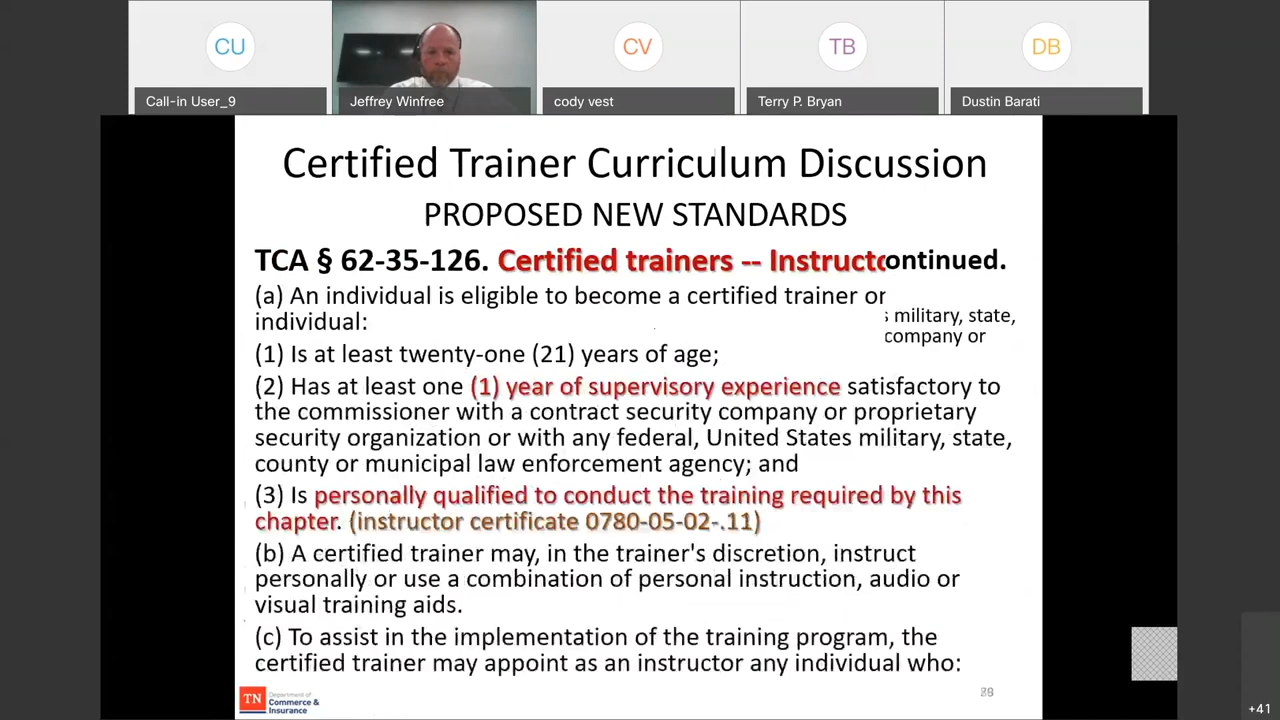 CU
CV
TB
DB
Call-in User_9
Jeffrey Winfree
cody vest
Terry P. Bryan
Dustin Barati
Certified Trainer Curriculum Discussion
PROPOSED NEW STANDARDS
TCA § 62-35-126. Certified trainers -- Instructo ontinued.
(a) An individual is eligible to become a certified trainer or
individual:
s military, state,
company or
(1) Is at least twenty-one (21) years of age;
(2) Has at least one (1) year of supervisory experience satisfactory to
the commissioner with a contract security company or proprietary
security organization or with any federal, United States military, state,
county or municipal law enforcement agency; and
(3) Is personally qualified to conduct the training required by this
chapter. (instructor certificate 0780-05-02-.11)
(b) A certified trainer may, in the trainer's discretion, instruct
personally or use a combination of personal instruction, audio or
visual training aids.
(c) To assist in the implementation of the training program, the
certified trainer may appoint as an instructor any individual who:
TN
Department of
Commerce &
Insurance
+41